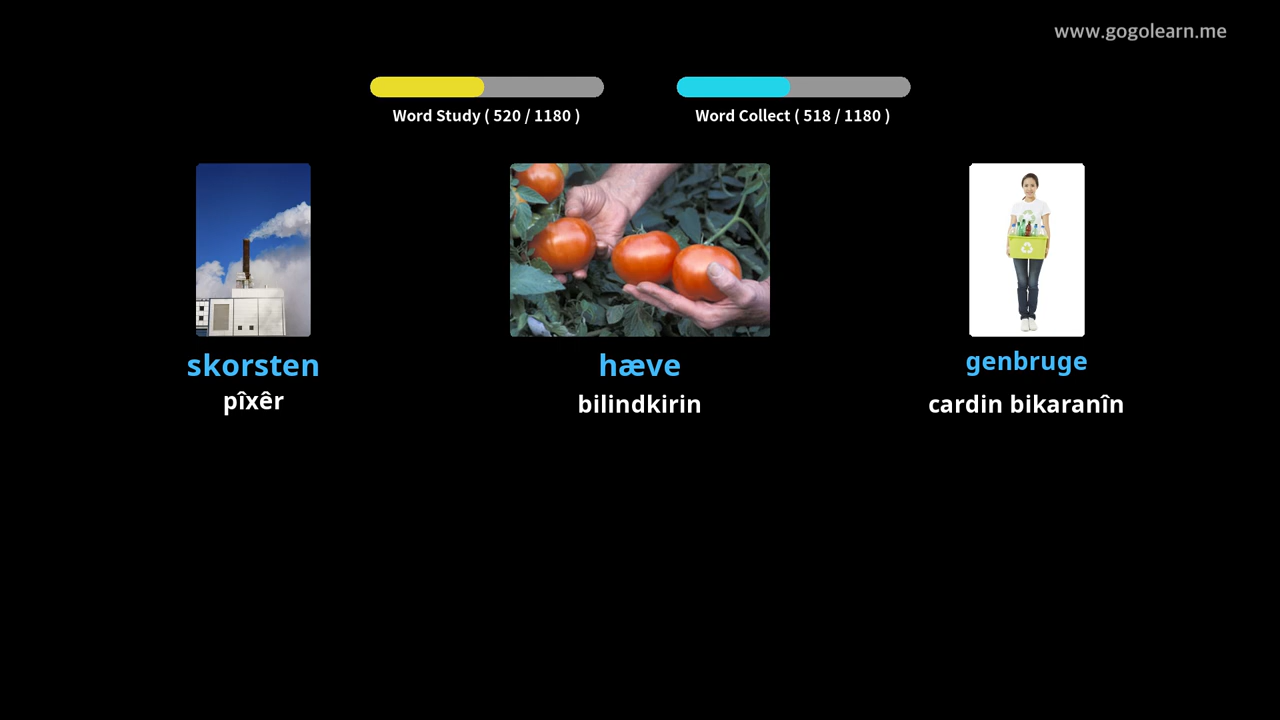 www.gogolearn.me
Word Study ( 520 / 1180 )
Word Collect ( 518 / 1180 )
skorsten
pîxêr
hæve
bilindkirin
genbruge
cardin bikaranîn